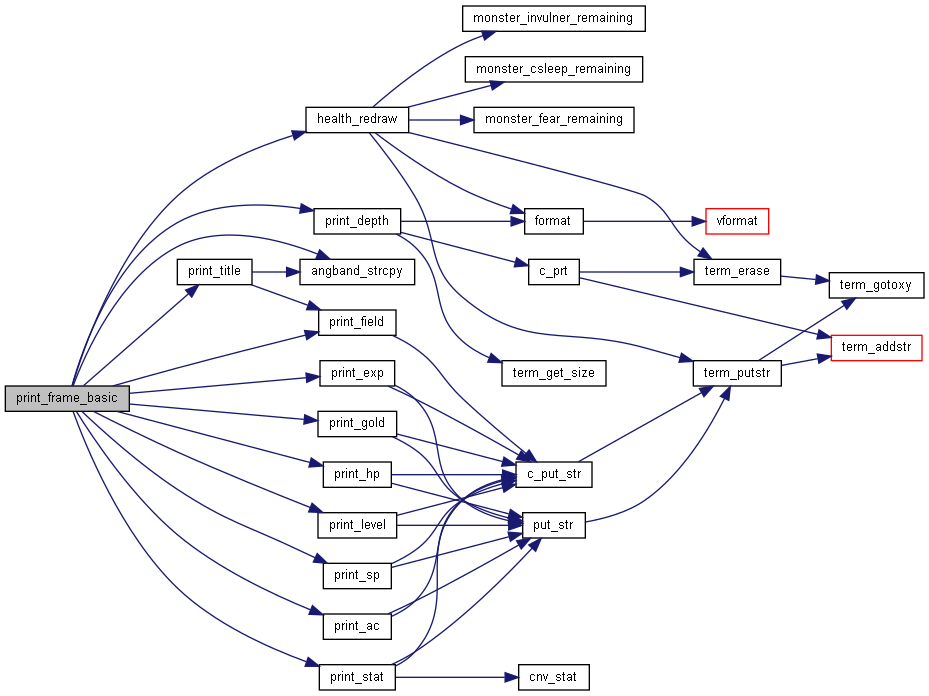 monster_invulner_remaining
monster_csleep_remaining
health_redraw
monster_fear_remaining
print_depth
format
vformat
print_title
angband_strcpy
c_prt
term_erase
term_gotoxy
print_field
term_addstr
print_exp
term_get_size
term_putstr
print_frame_basic
print_gold
print_hp
c_put_str
print_level
put_str
print_sp
print_ac
print_stat
cnv_stat